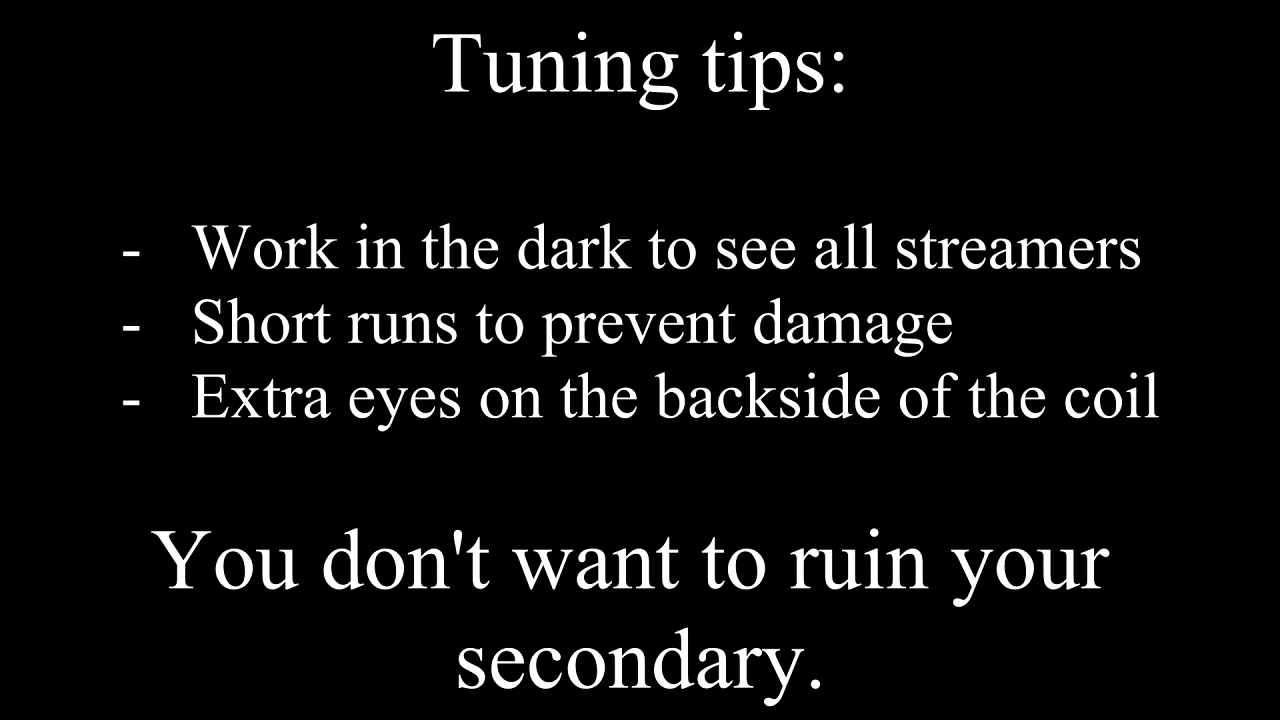 Tuning tips:
- Work in the dark to see all streamers
- Short runs to prevent damage
- Extra eyes on the backside of the coil
You don't want to ruin your
secondary.